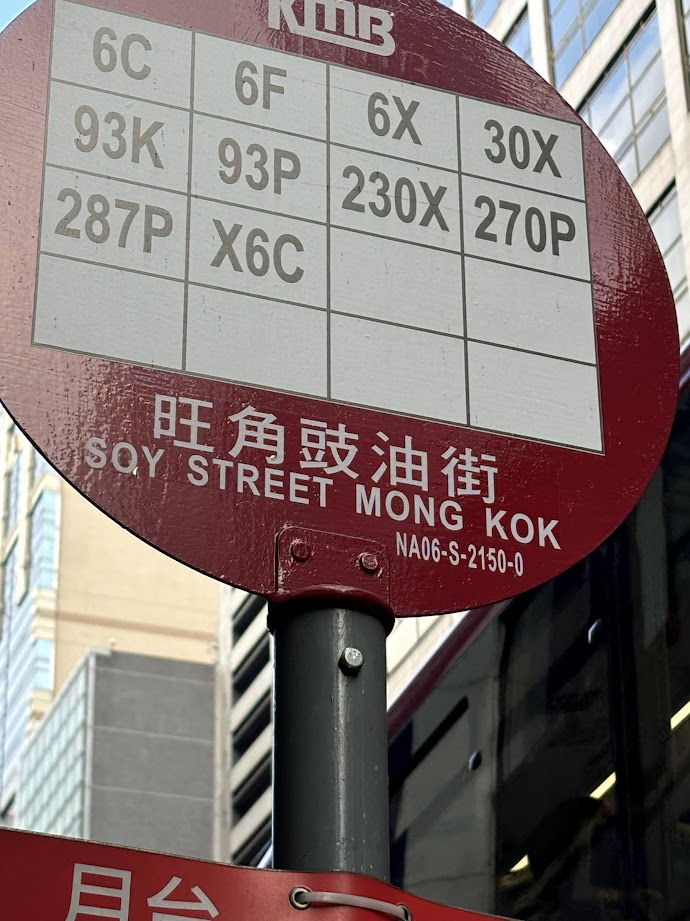 KMB
6C 6F 6X 30X
93K 93P 230X 270P
287P X6C
旺角豉油街
SOY STREET MONG KOK
NA06-S-2150-0
月台